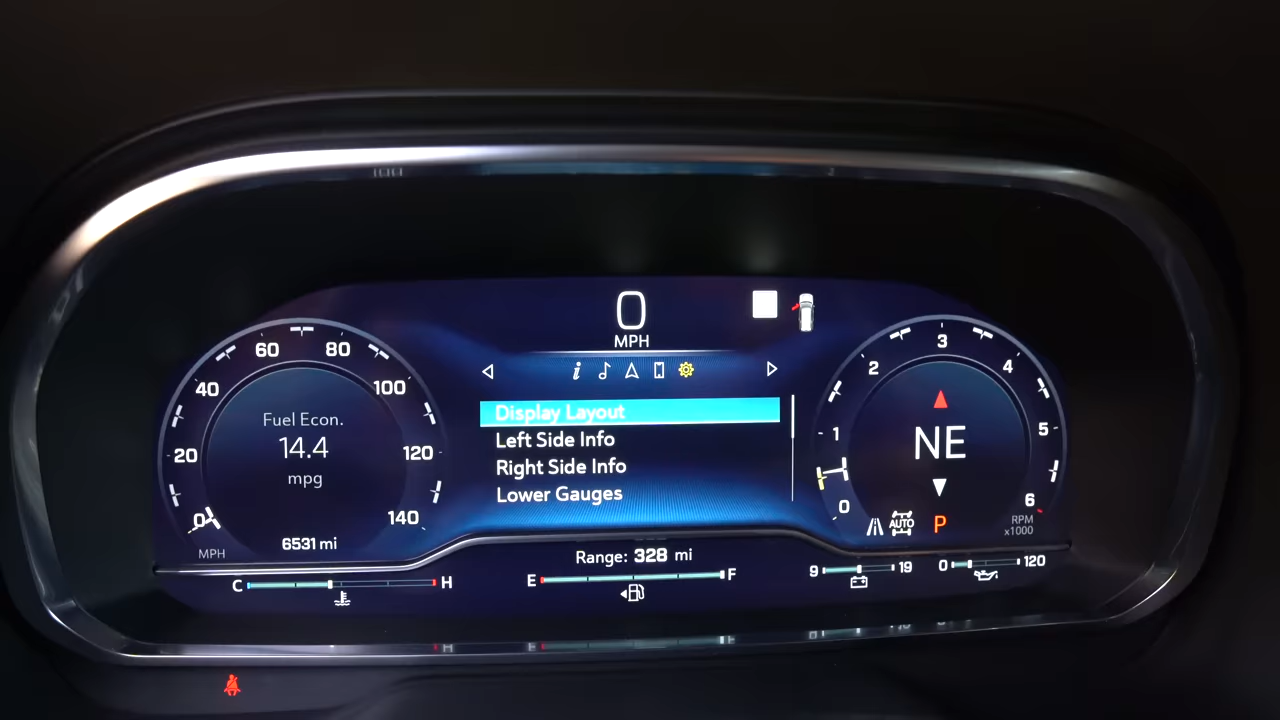 0
MPH
60 80
40 100
20 120
0 140
MPH
Fuel Econ.
14.4
mpg
6531 mi
Display Layout
Left Side Info
Right Side Info
Lower Gauges
3
2 4
1 5
0 6
NE
AUTO
P
RPM
x1000
Range: 328 mi
C H
E F
9 19
0 120